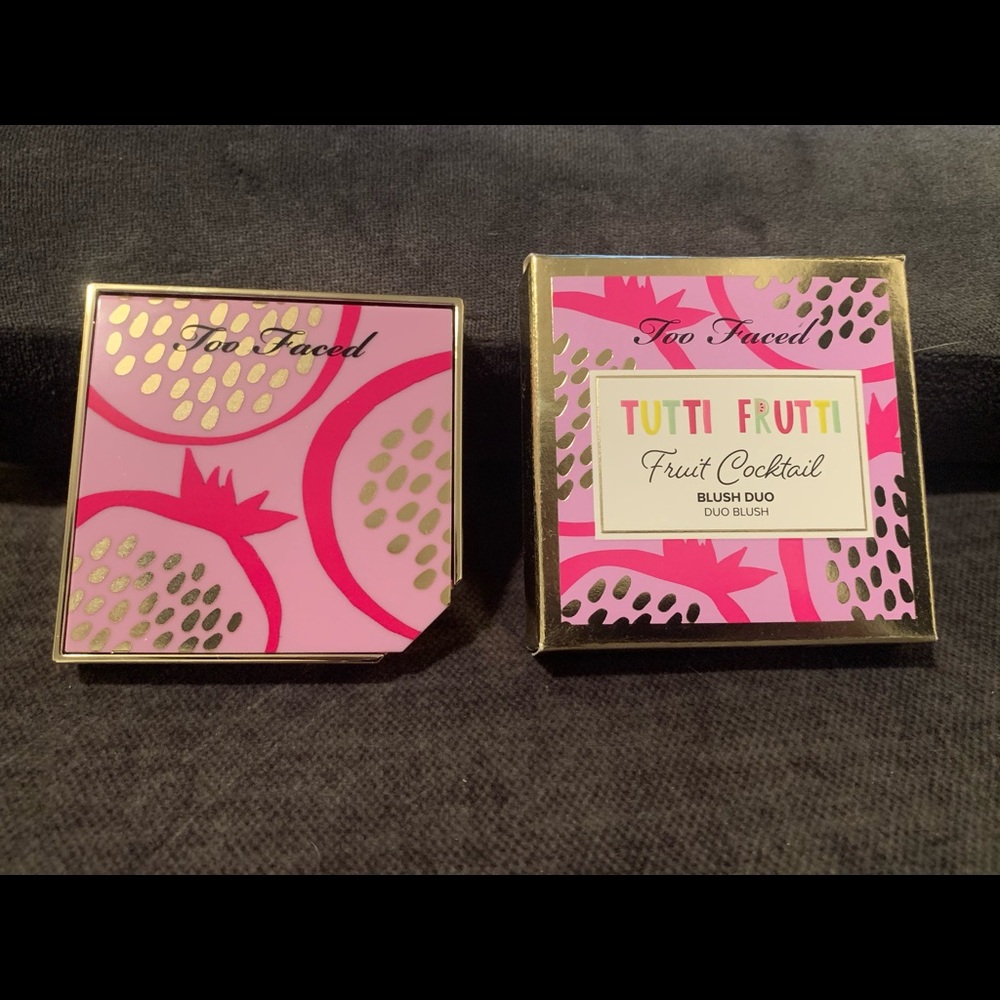 Too Faced
Too Faced
TUTTI FRUTTI
Fruit Cocktail
BLUSH DUO
DUO BLUSH